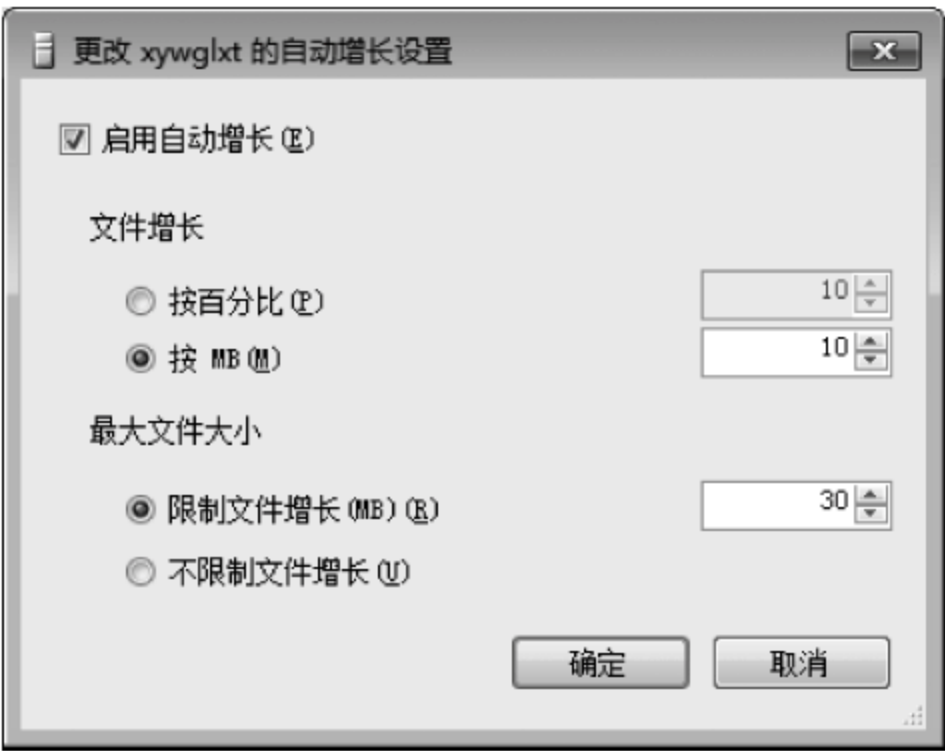 更改 xywglxt 的自动增长设置
启用自动增长(E)
文件增长
按百分比(P) 10
按 MB(M) 10
最大文件大小
限制文件增长(MB)(R) 30
不限制文件增长(U)
确定 取消